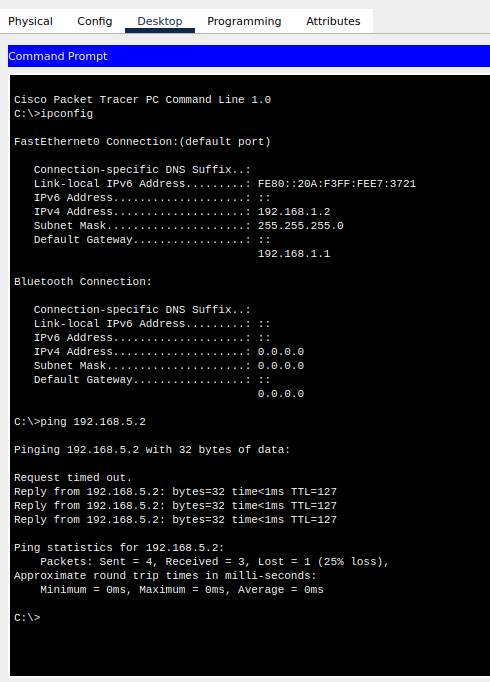 Physical Config Desktop Programming Attributes
Command Prompt
Cisco Packet Tracer PC Command Line 1.0
C:\>ipconfig
FastEthernet0 Connection:(default port)
Connection-specific DNS Suffix..:
Link-local IPv6 Address.........: FE80::20A:F3FF:FEE7:3721
IPv6 Address....................: ::
IPv4 Address....................: 192.168.1.2
Subnet Mask.....................: 255.255.255.0
Default Gateway.................: ::
192.168.1.1
Bluetooth Connection:
Connection-specific DNS Suffix..:
Link-local IPv6 Address.........: ::
IPv6 Address....................: ::
IPv4 Address....................: 0.0.0.0
Subnet Mask.....................: 0.0.0.0
Default Gateway.................: ::
0.0.0.0
C:\>ping 192.168.5.2
Pinging 192.168.5.2 with 32 bytes of data:
Request timed out.
Reply from 192.168.5.2: bytes=32 time<1ms TTL=127
Reply from 192.168.5.2: bytes=32 time<1ms TTL=127
Reply from 192.168.5.2: bytes=32 time<1ms TTL=127
Ping statistics for 192.168.5.2:
Packets: Sent = 4, Received = 3, Lost = 1 (25% loss),
Approximate round trip times in milli-seconds:
Minimum = 0ms, Maximum = 0ms, Average = 0ms
C:\>